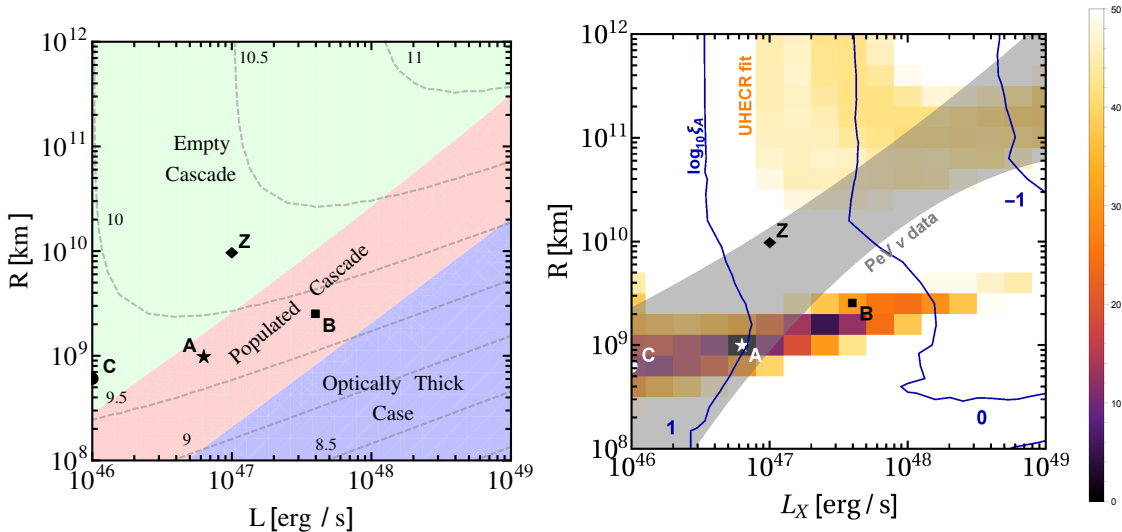 10^12
10^11
10^10
10^9
10^8
R [km]
10.5
11
Empty
Cascade
10
Z
Populated Cascade
B
A
C
9.5
Optically Thick
Case
9
8.5
10^46
10^47
10^48
10^49
L [erg / s]
10^12
10^11
10^10
10^9
10^8
R [km]
log₁₀ξ_A
UHECR fit
−1
Z
PeV ν data
B
C
A
1
0
10^46
10^47
10^48
10^49
L_X [erg / s]
50
40
30
20
10
0